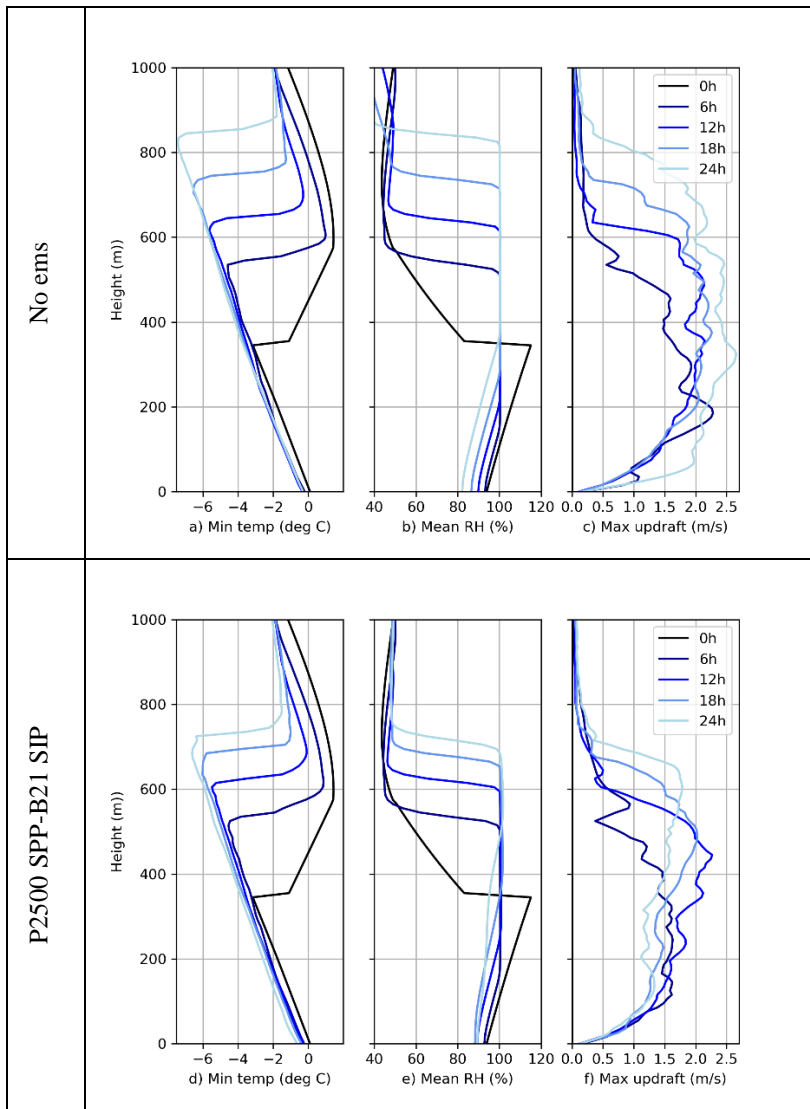 No ems
1000
800
600
400
200
0
Height (m))
−6 −4 −2 0
a) Min temp (deg C)
40 60 80 100 120
b) Mean RH (%)
0.0 0.5 1.0 1.5 2.0 2.5
c) Max updraft (m/s)
0h
6h
12h
18h
24h
P2500 SPP-B21 SIP
1000
800
600
400
200
0
Height (m))
−6 −4 −2 0
d) Min temp (deg C)
40 60 80 100 120
e) Mean RH (%)
0.0 0.5 1.0 1.5 2.0 2.5
f) Max updraft (m/s)
0h
6h
12h
18h
24h